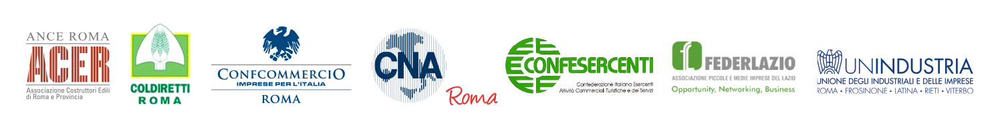 ANCE ROMA
ACER
Associazione Costruttori Edili
di Roma e Provincia
COLDIRETTI
ROMA
CONFCOMMERCIO
IMPRESE PER L'ITALIA
ROMA
CNA
Roma
CONFESERCENTI
Confederazione Italiana Esercenti
Attività Commerciali Turistiche e dei Servizi
FEDERLAZIO
ASSOCIAZIONE PICCOLE E MEDIE IMPRESE DEL LAZIO
Opportunity, Networking, Business
UNINDUSTRIA
UNIONE DEGLI INDUSTRIALI E DELLE IMPRESE
ROMA • FROSINONE • LATINA • RIETI • VITERBO